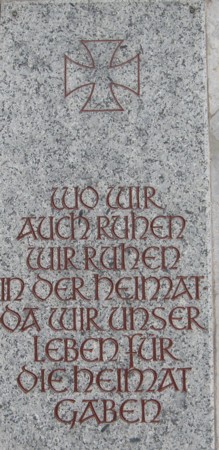 WO WIR
AUCH RUHEN
WIR RUHEN
IN DER HEIMAT
DA WIR UNSER
LEBEN FÜR
DIE HEIMAT
GABEN